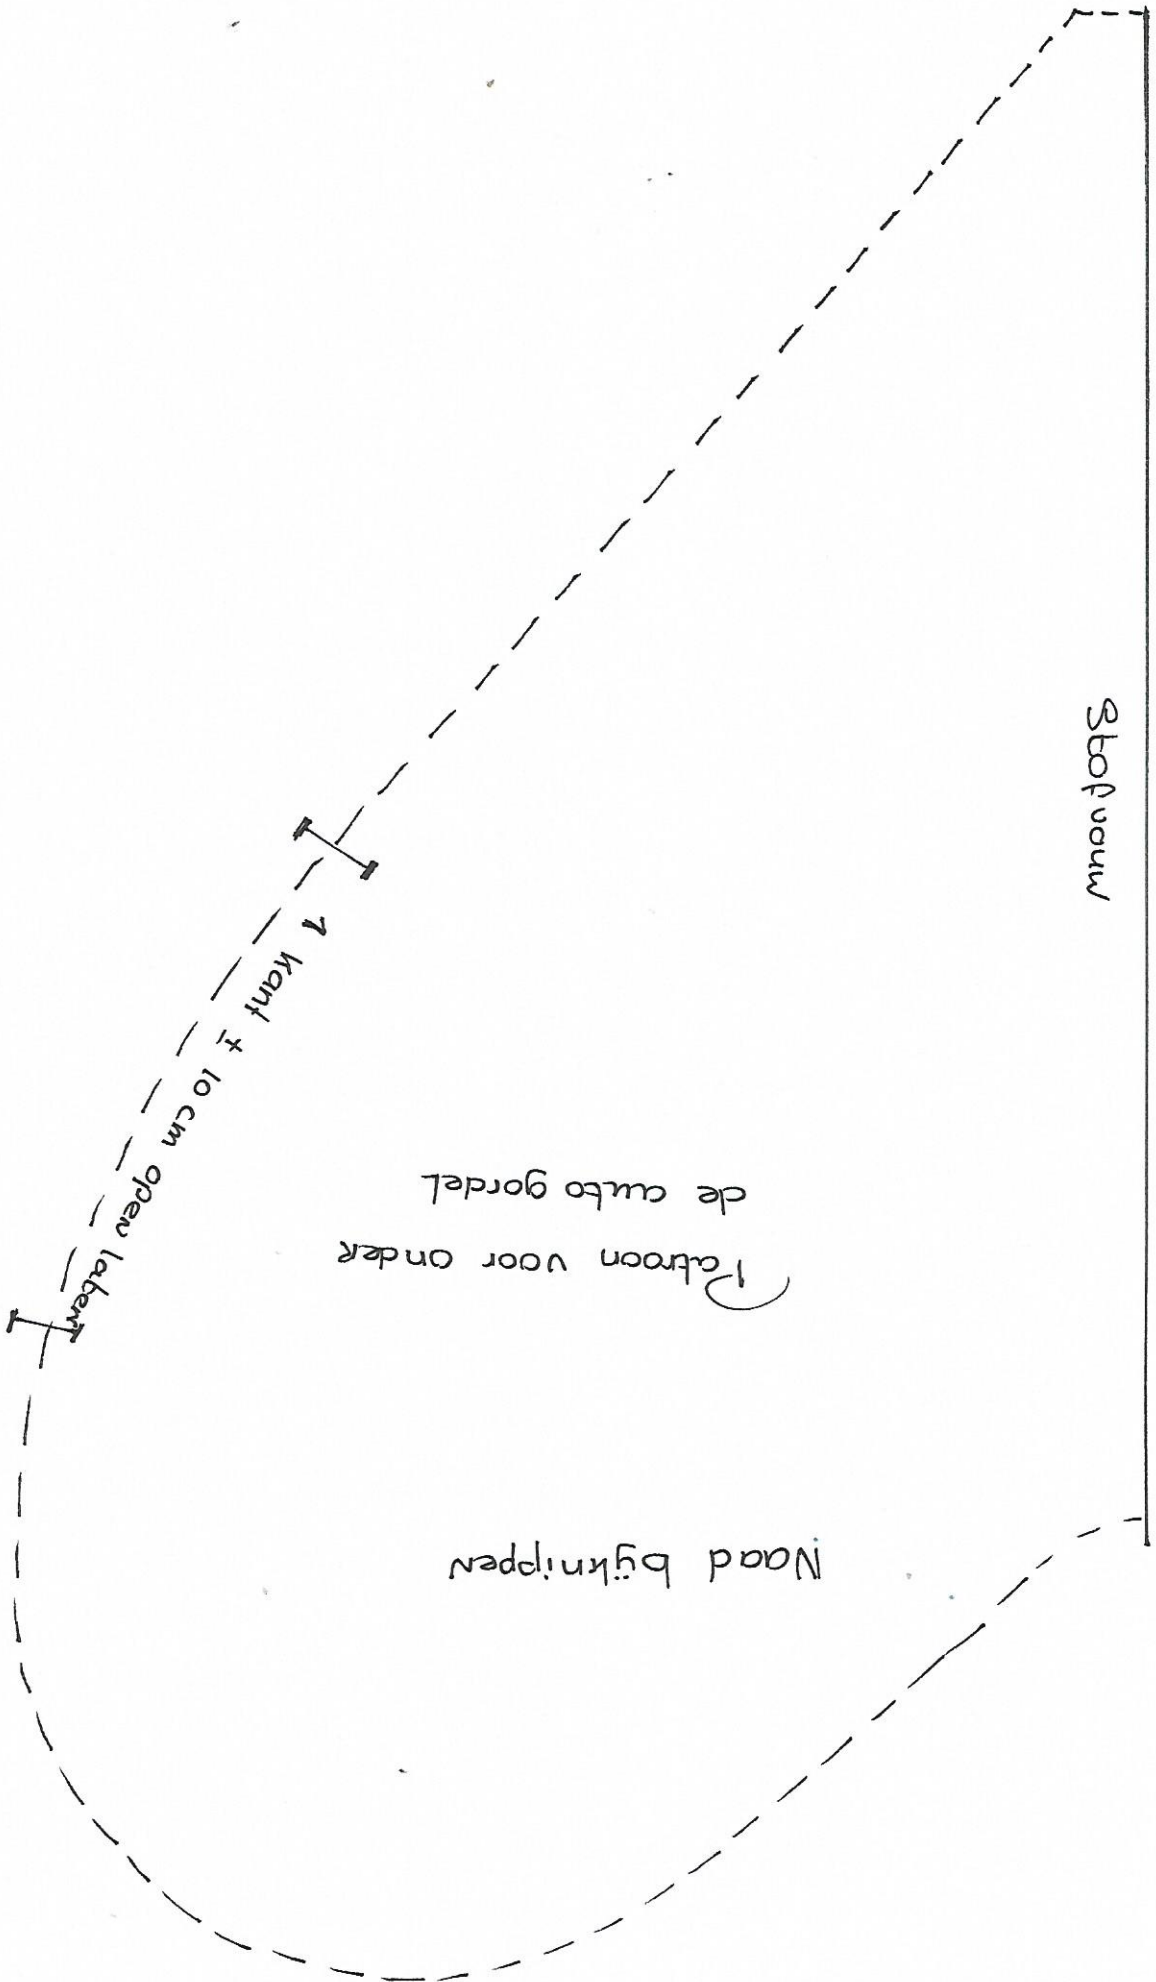 Stofvouw
1 kant ± 10 cm open laten
Patroon voor onder
de auto gordel
Naad bijknippen